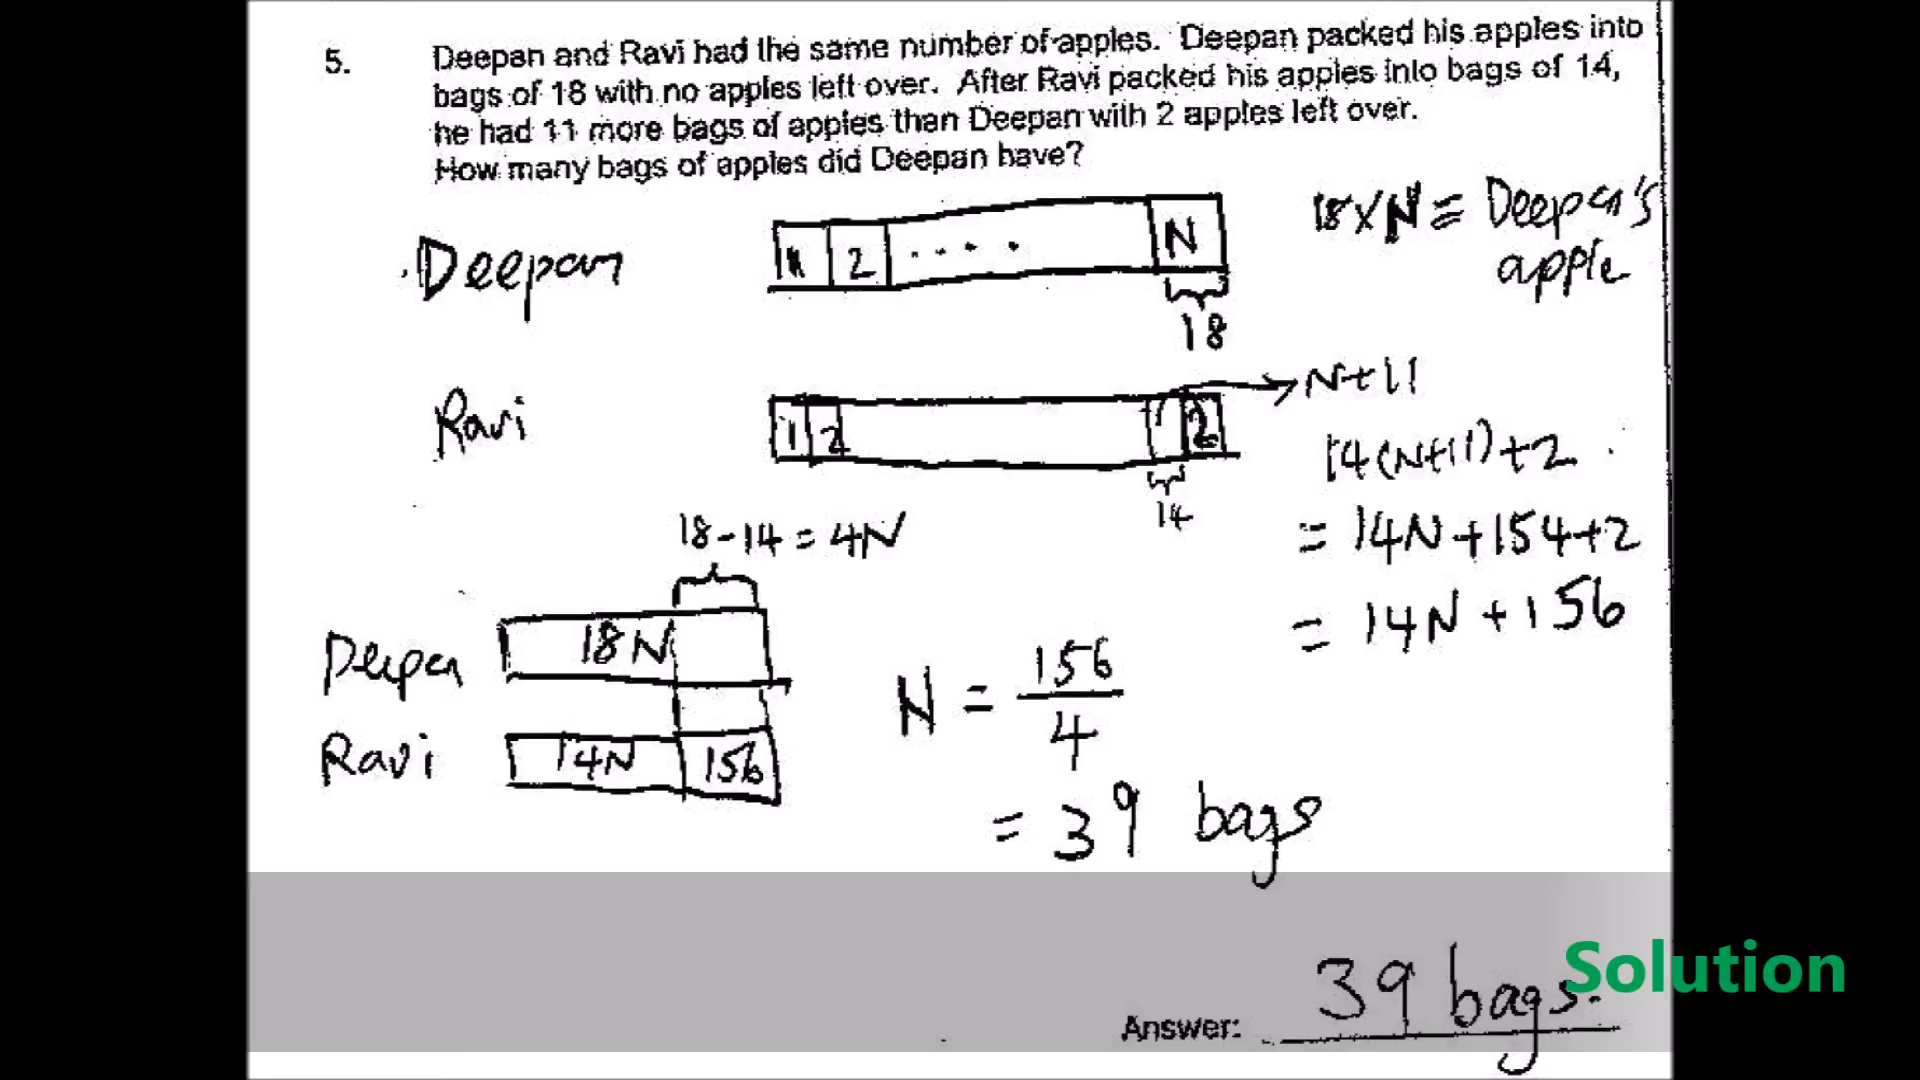 5. Deepan and Ravi had the same number of apples. Deepan packed his apples into
bags of 18 with no apples left over. After Ravi packed his apples into bags of 14,
he had 11 more bags of apples than Deepan with 2 apples left over.
How many bags of apples did Deepan have?
Deepan
1 2 .... N
18
18 x N = Deepan's
apple
Ravi
1 2 2
14
N+11
14(N+11)+2
= 14N+154+2
= 14N + 156
18-14 = 4N
Deepan 18N
Ravi 14N 156
N = 156
4
= 39 bags
Solution
Answer: 39 bags.